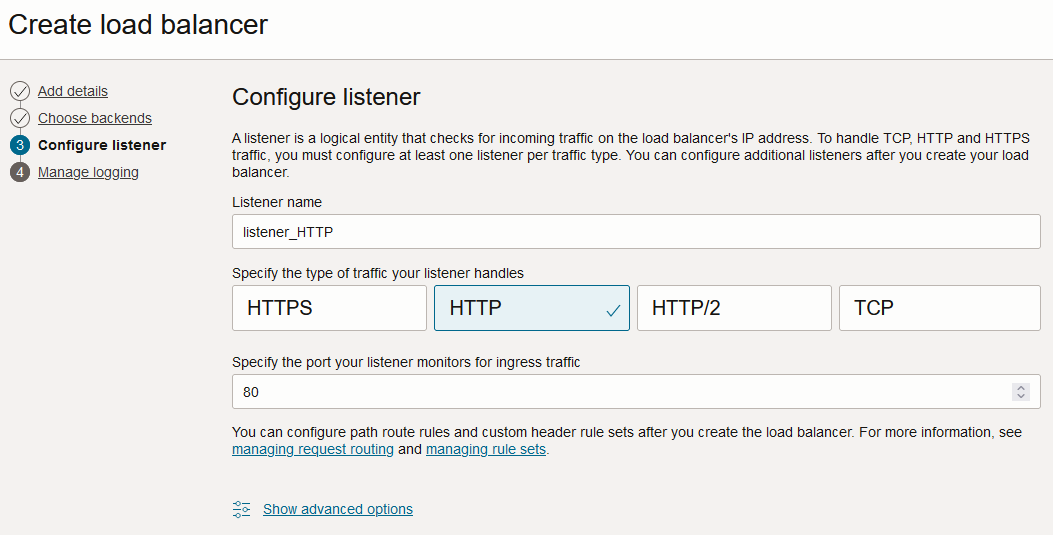 Create load balancer
Add details
Choose backends
3 Configure listener
4 Manage logging
Configure listener
A listener is a logical entity that checks for incoming traffic on the load balancer's IP address. To handle TCP, HTTP and HTTPS
traffic, you must configure at least one listener per traffic type. You can configure additional listeners after you create your load
balancer.
Listener name
listener_HTTP
Specify the type of traffic your listener handles
HTTPS HTTP HTTP/2 TCP
Specify the port your listener monitors for ingress traffic
80
You can configure path route rules and custom header rule sets after you create the load balancer. For more information, see
managing request routing and managing rule sets.
Show advanced options